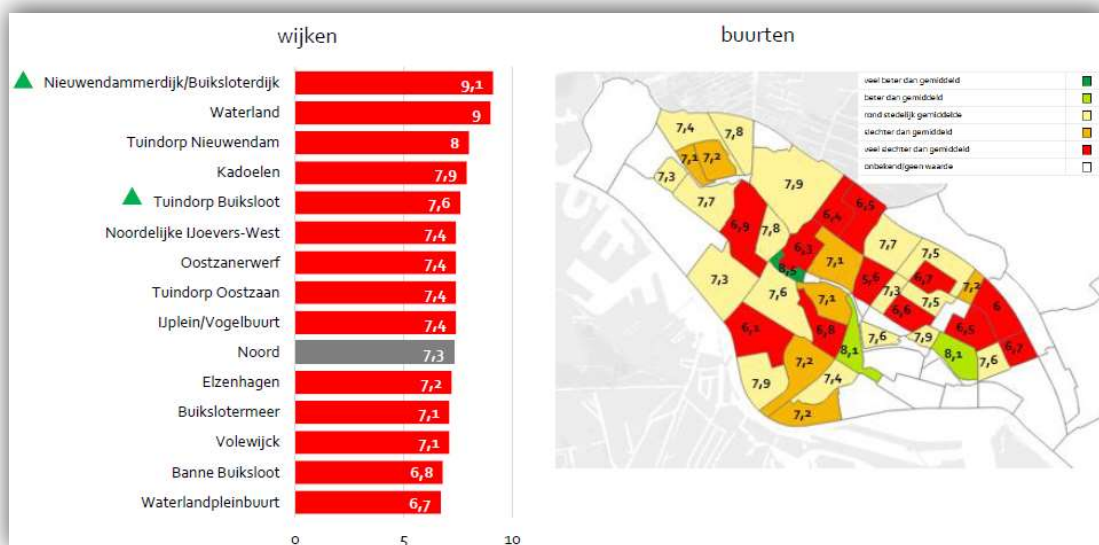 wijken
Nieuwendammerdijk/Buiksloterdijk 9,1
Waterland 9
Tuindorp Nieuwendam 8
Kadoelen 7,9
Tuindorp Buiksloot 7,6
Noordelijke IJoevers-West 7,4
Oostzanerwerf 7,4
Tuindorp Oostzaan 7,4
IJplein/Vogelbuurt 7,4
Noord 7,3
Elzenhagen 7,2
Buikslotermeer 7,1
Volewijck 7,1
Banne Buiksloot 6,8
Waterlandpleinbuurt 6,7
0 5 10
buurten
veel beter dan gemiddeld
beter dan gemiddeld
rond stedelijk gemiddelde
slechter dan gemiddeld
veel slechter dan gemiddeld
onbekend/geen waarde
7,4 7,8
7,1 7,2
7,3
7,7
7,9
6,5
6,4
6,9 7,8
6,3
7,7
7,5
8,5
7,1
5,6
6,7
7,3
7,2
7,3
7,6
7,1
7,5
6
6,6
6,1
6,8
6,5
8,1
7,6
7,9
6,7
7,2
8,1
7,6
7,9
7,4
7,2